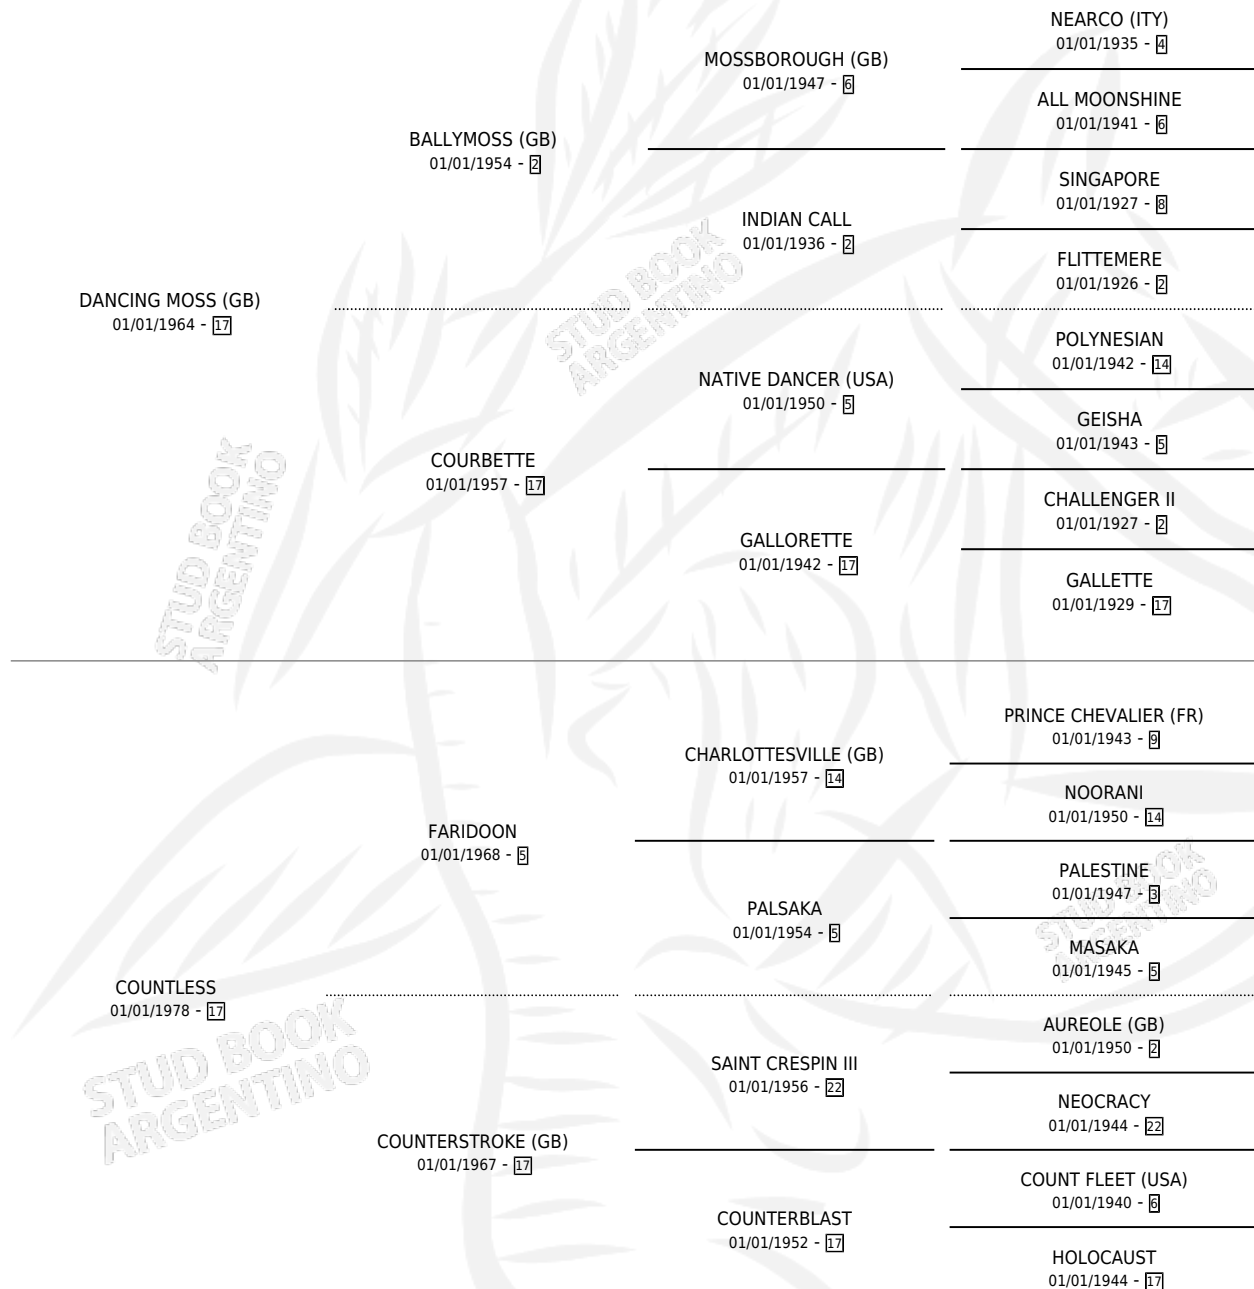 NEARCO (ITY)
01/01/1935 - 4
MOSSBOROUGH (GB)
01/01/1947 - 6
ALL MOONSHINE
01/01/1941 - 6
BALLYMOSS (GB)
01/01/1954 - 2
SINGAPORE
01/01/1927 - 8
INDIAN CALL
01/01/1936 - 2
FLITTEMERE
01/01/1926 - 2
DANCING MOSS (GB)
01/01/1964 - 17
STUD BOOK
ARGENTINO
POLYNESIAN
01/01/1942 - 14
NATIVE DANCER (USA)
01/01/1950 - 5
GEISHA
01/01/1943 - 5
COURBETTE
01/01/1957 - 17
CHALLENGER II
01/01/1927 - 2
GALLORETTE
01/01/1942 - 17
GALLETTE
01/01/1929 - 17
STUD BOOK
ARGENTINO
PRINCE CHEVALIER (FR)
01/01/1943 - 9
CHARLOTTESVILLE (GB)
01/01/1957 - 14
NOORANI
01/01/1950 - 14
FARIDOON
01/01/1968 - 5
PALESTINE
01/01/1947 - 3
PALSAKA
01/01/1954 - 5
MASAKA
01/01/1945 - 5
STUD BOOK
ARGENTINO
COUNTLESS
01/01/1978 - 17
AUREOLE (GB)
01/01/1950 - 2
SAINT CRESPIN III
01/01/1956 - 22
NEOCRACY
01/01/1944 - 22
STUD BOOK
ARGENTINO
COUNTERSTROKE (GB)
01/01/1967 - 17
COUNT FLEET (USA)
01/01/1940 - 6
COUNTERBLAST
01/01/1952 - 17
HOLOCAUST
01/01/1944 - 17